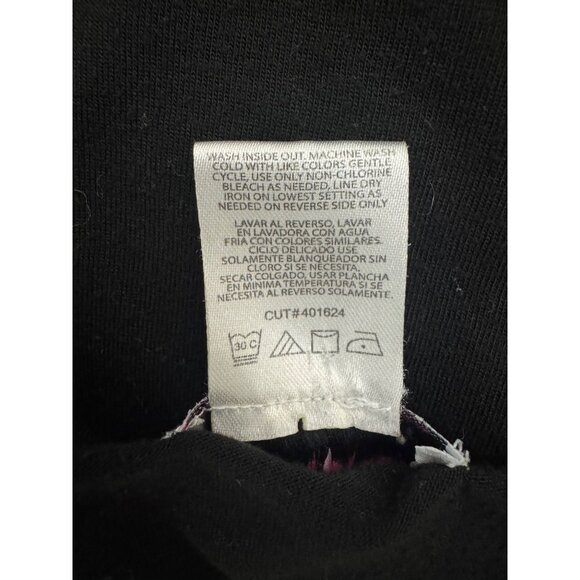 WASH INSIDE OUT. MACHINE WASH
COLD WITH LIKE COLORS GENTLE
CYCLE, USE ONLY NON-CHLORINE
BLEACH AS NEEDED, LINE DRY
IRON ON LOWEST SETTING AS
NEEDED ON REVERSE SIDE ONLY
LAVAR AL REVERSO, LAVAR
EN LAVADORA CON AGUA
FRIA CON COLORES SIMILARES.
CICLO DELICADO USE
SOLAMENTE BLANQUEADOR SIN
CLORO SI SE NECESITA.
SECAR COLGADO, USAR PLANCHA
EN MINIMA TEMPERATURA SI SE
NECESITA AL REVERSO SOLAMENTE.
CUT#401624
30 C